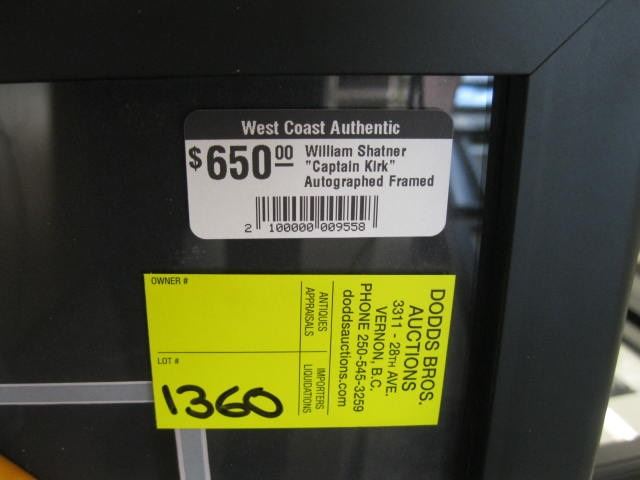 West Coast Authentic
$650.00
William Shatner
"Captain Kirk"
Autographed Framed
2 100000 009558
OWNER #
LOT #
1360
ANTIQUES
APPRAISALS
IMPORTERS
LIQUIDATIONS
DODDS BROS.
AUCTIONS
3311 - 28TH AVE.
VERNON, B.C.
PHONE 250-545-3259
doddsauctions.com